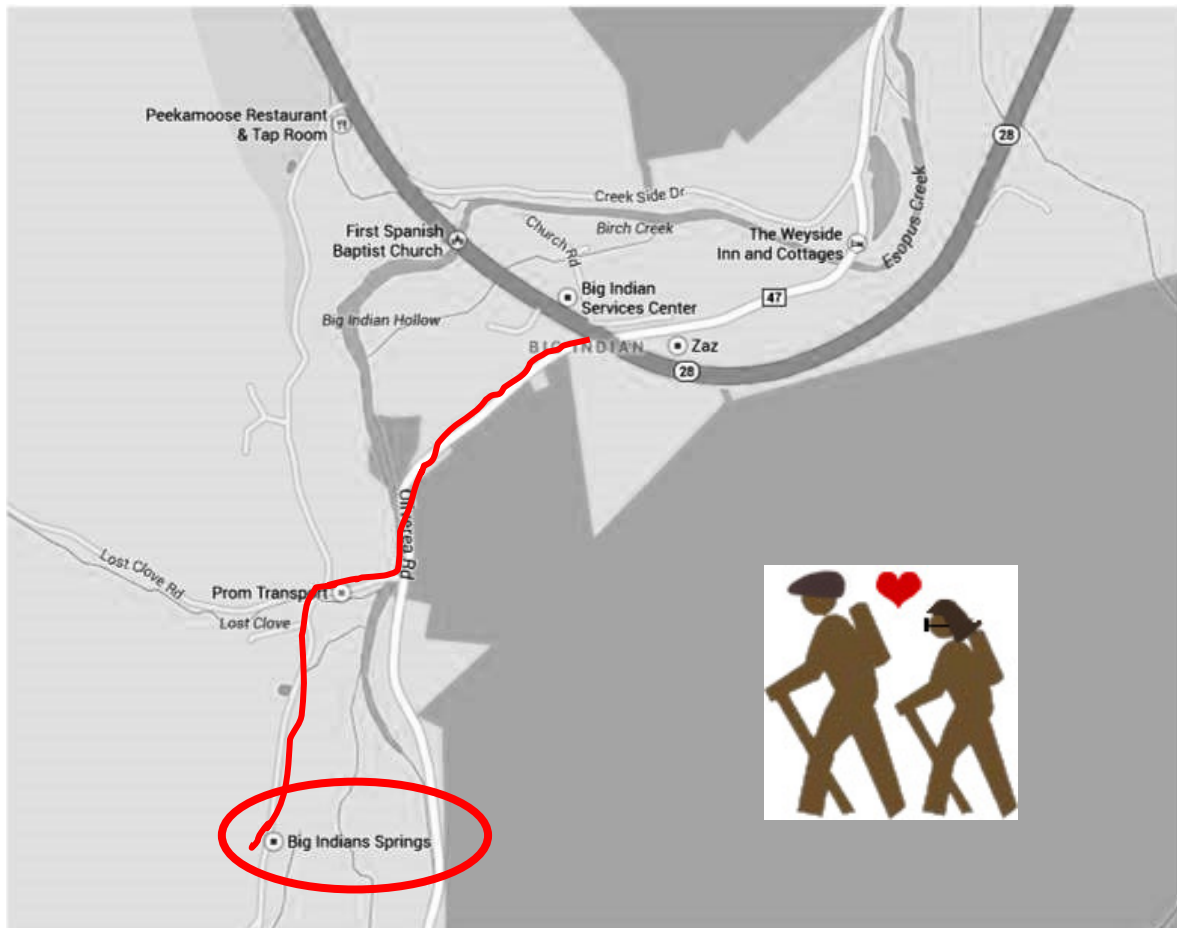 Peekamoose Restaurant
& Tap Room
28
Creek Side Dr
Birch Creek
Esopus Creek
First Spanish
Baptist Church
Church Rd
The Weyside
Inn and Cottages
Big Indian
Services Center
47
Big Indian Hollow
BIG INDIAN
Zaz
28
Oliverea Rd
Lost Clove Rd
Prom Transport
Lost Clove
Big Indians Springs